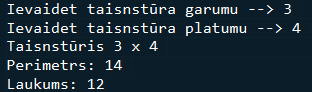 Ievaidet taisnstūra garumu --> 3
Ievaidet taisnstūra platumu --> 4
Taisnstūris 3 x 4
Perimetrs: 14
Laukums: 12